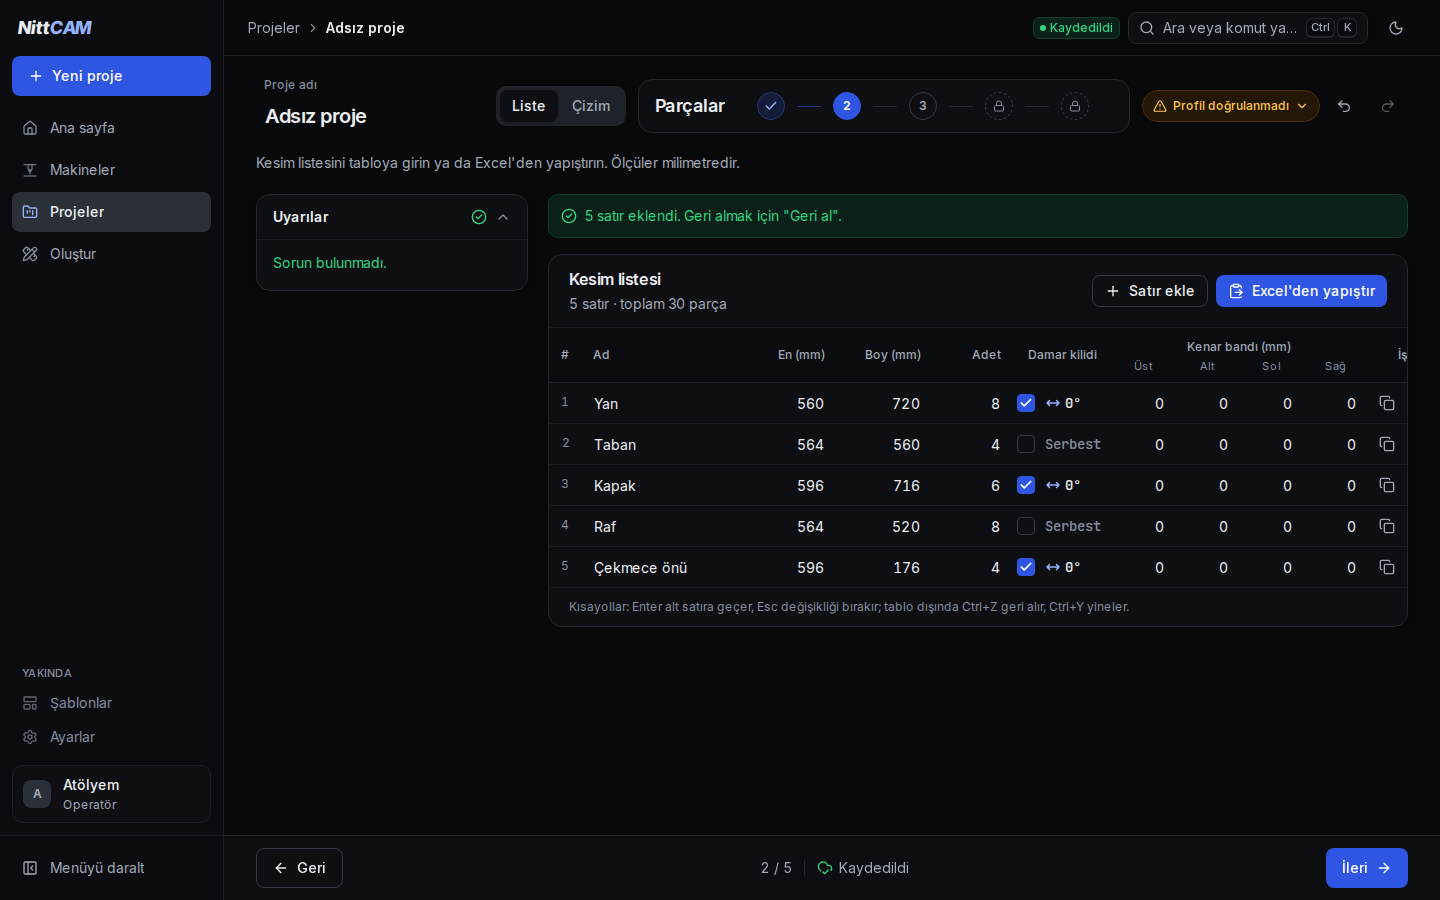 NittCAM
Yeni proje
Ana sayfa
Makineler
Projeler
Oluştur
YAKINDA
Şablonlar
Ayarlar
A
Atölyem
Operatör
Menüyü daralt
Projeler > Adsız proje
Kaydedildi
Ara veya komut ya... Ctrl K
Proje adı
Adsız proje
Liste Çizim
Parçalar 2 3
Profil doğrulanmadı
Kesim listesini tabloya girin ya da Excel'den yapıştırın. Ölçüler milimetredir.
Uyarılar
Sorun bulunmadı.
5 satır eklendi. Geri almak için "Geri al".
Kesim listesi
5 satır · toplam 30 parça
Satır ekle
Excel'den yapıştır
# Ad En (mm) Boy (mm) Adet Damar kilidi Kenar bandı (mm) İş
Üst Alt Sol Sağ
1 Yan 560 720 8 ↔ 0° 0 0 0 0
2 Taban 564 560 4 Serbest 0 0 0 0
3 Kapak 596 716 6 ↔ 0° 0 0 0 0
4 Raf 564 520 8 Serbest 0 0 0 0
5 Çekmece önü 596 176 4 ↔ 0° 0 0 0 0
Kısayollar: Enter alt satıra geçer, Esc değişikliği bırakır; tablo dışında Ctrl+Z geri alır, Ctrl+Y yineler.
Geri
2 / 5
Kaydedildi
İleri